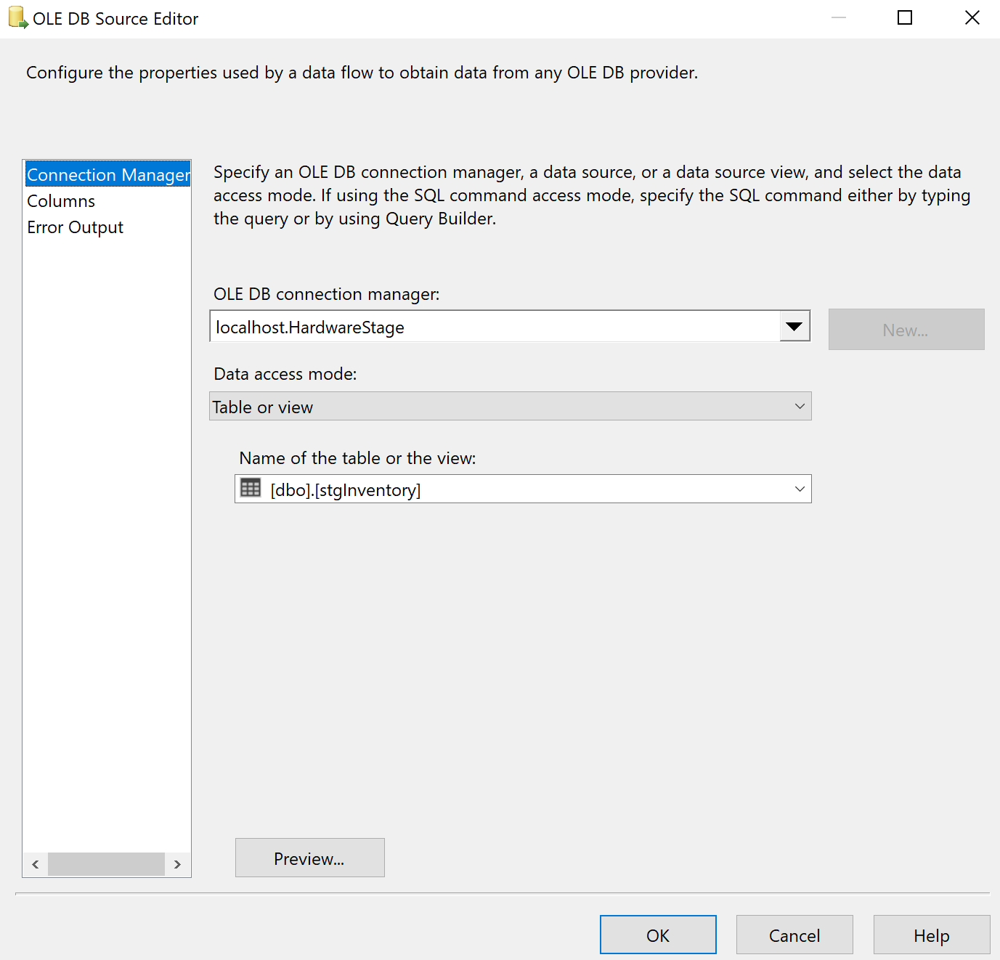 OLE DB Source Editor
Configure the properties used by a data flow to obtain data from any OLE DB provider.
Connection Manager
Columns
Error Output
Specify an OLE DB connection manager, a data source, or a data source view, and select the data
access mode. If using the SQL command access mode, specify the SQL command either by typing
the query or by using Query Builder.
OLE DB connection manager:
localhost.HardwareStage
New...
Data access mode:
Table or view
Name of the table or the view:
[dbo].[stgInventory]
Preview...
OK
Cancel
Help